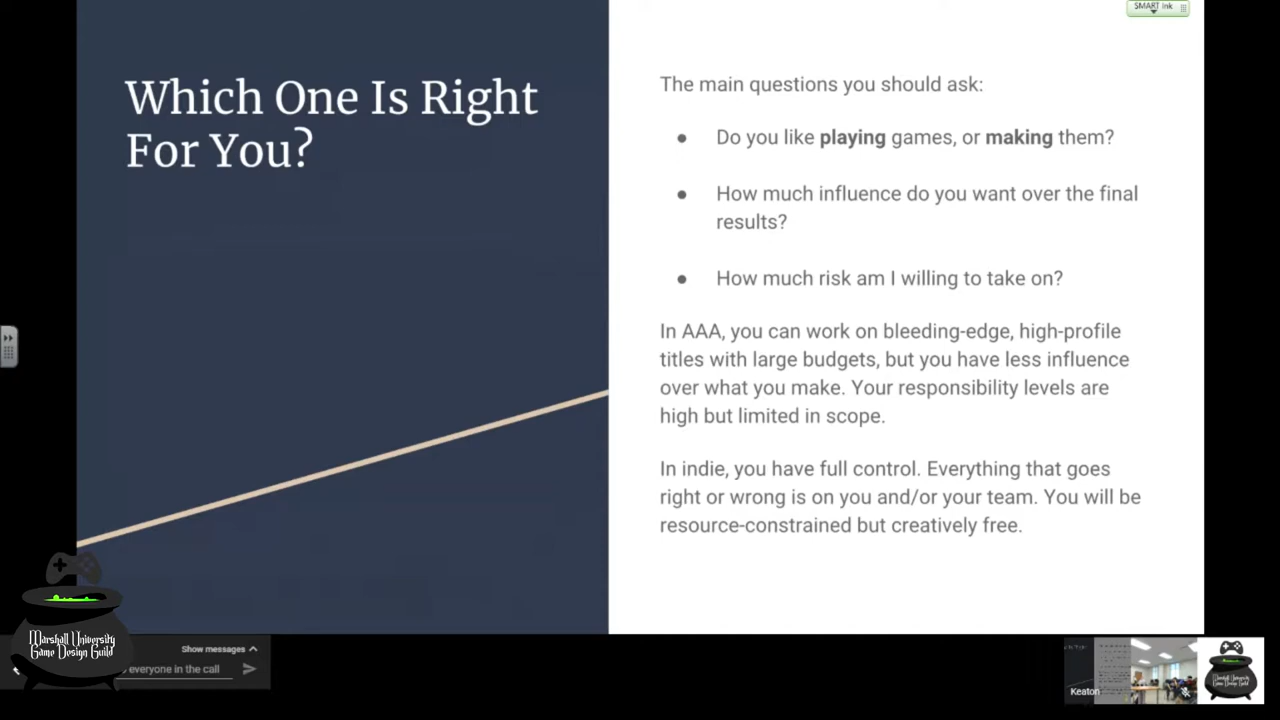 SMART Ink
Which One Is Right
For You?
The main questions you should ask:
● Do you like playing games, or making them?
● How much influence do you want over the final
results?
● How much risk am I willing to take on?
In AAA, you can work on bleeding-edge, high-profile
titles with large budgets, but you have less influence
over what you make. Your responsibility levels are
high but limited in scope.
In indie, you have full control. Everything that goes
right or wrong is on you and/or your team. You will be
resource-constrained but creatively free.
Marshall University
Game Design Guild
Show messages
everyone in the call
Keaton
Marshall University
Game Design Guild